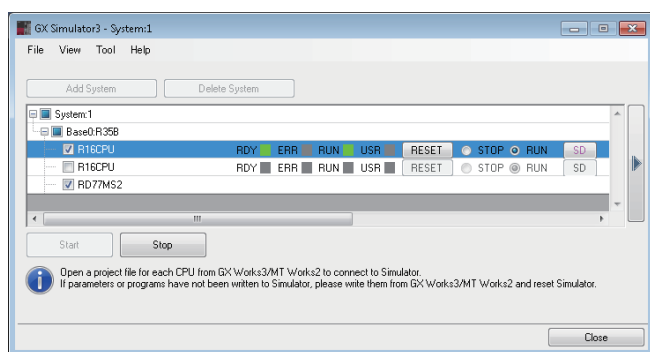 GX Simulator3 - System:1
File View Tool Help
Add System Delete System
System:1
Base0:R35B
R16CPU RDY ERR RUN USR RESET STOP RUN SD
R16CPU RDY ERR RUN USR RESET STOP RUN SD
RD77MS2
Start Stop
Open a project file for each CPU from GX Works3/MT Works2 to connect to Simulator.
If parameters or programs have not been written to Simulator, please write them from GX Works3/MT Works2 and reset Simulator.
Close